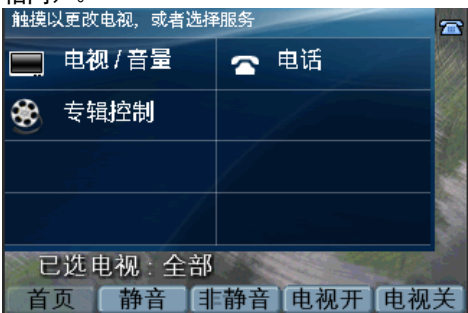 触摸以更改电视, 或者选择服务
电视/音量
电话
专辑控制
已选电视:全部
首页 静音 非静音 电视开 电视关